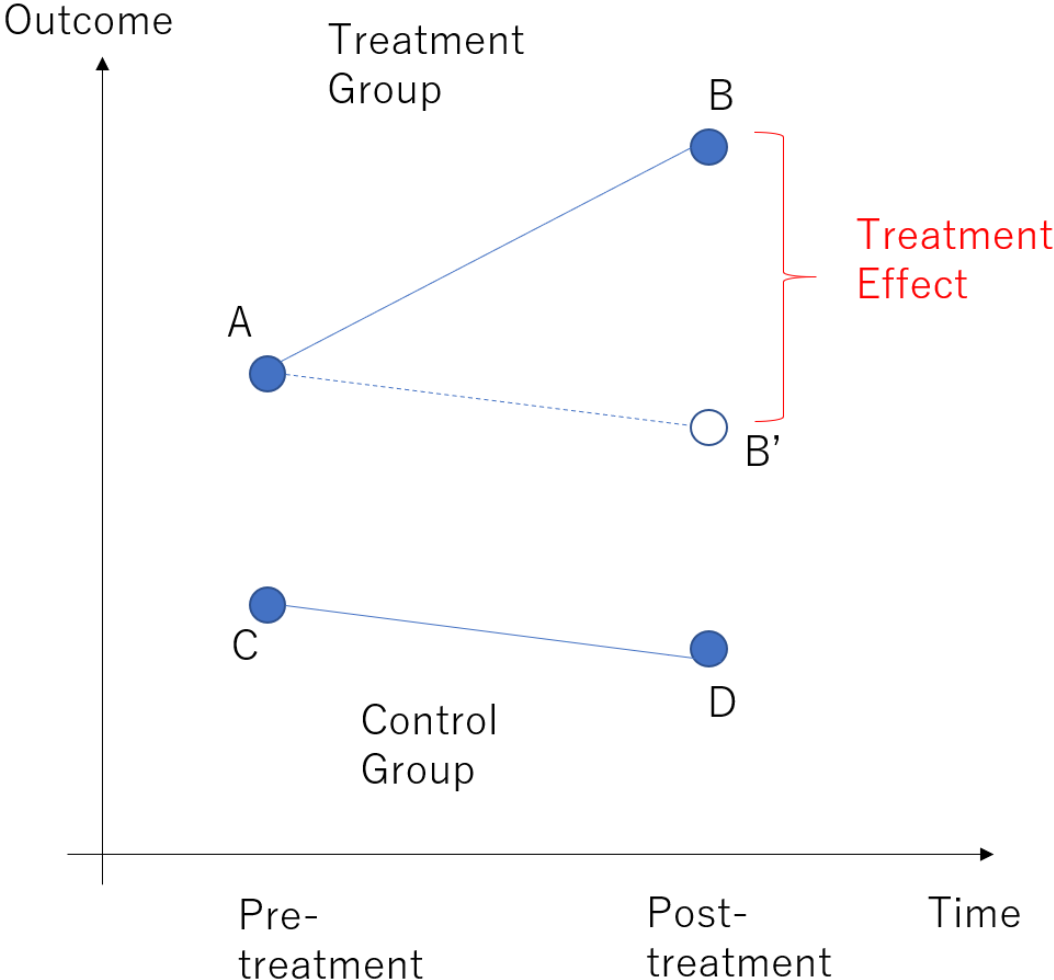 Outcome
Treatment
Group
B
Treatment
Effect
A
B’
C
D
Control
Group
Pre-
treatment
Post-
treatment
Time